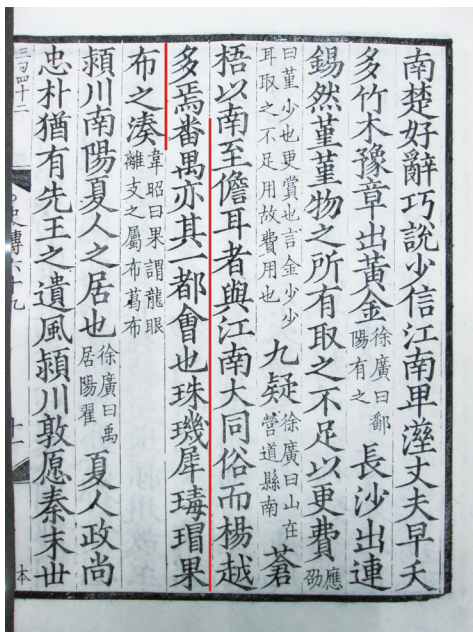 南楚好辭巧說少信江南卑溼丈夫早夭
多竹木豫章出黃金徐廣曰鄱陽有之長沙出連
錫然堇堇物之所有取之不足以更費應劭
曰堇少也更賞也言金少少耳取之不足用故費用也九疑徐廣曰山在營道縣南蒼
梧以南至儋耳者與江南大同俗而楊越
多焉番禺亦其一都會也珠璣犀瑇瑁果
布之湊韋昭曰果謂龍眼離支之屬布葛布
潁川南陽夏人之居也徐廣曰禹居陽翟夏人政尚
忠朴猶有先王之遺風潁川敦愿秦末世
史傳六十九